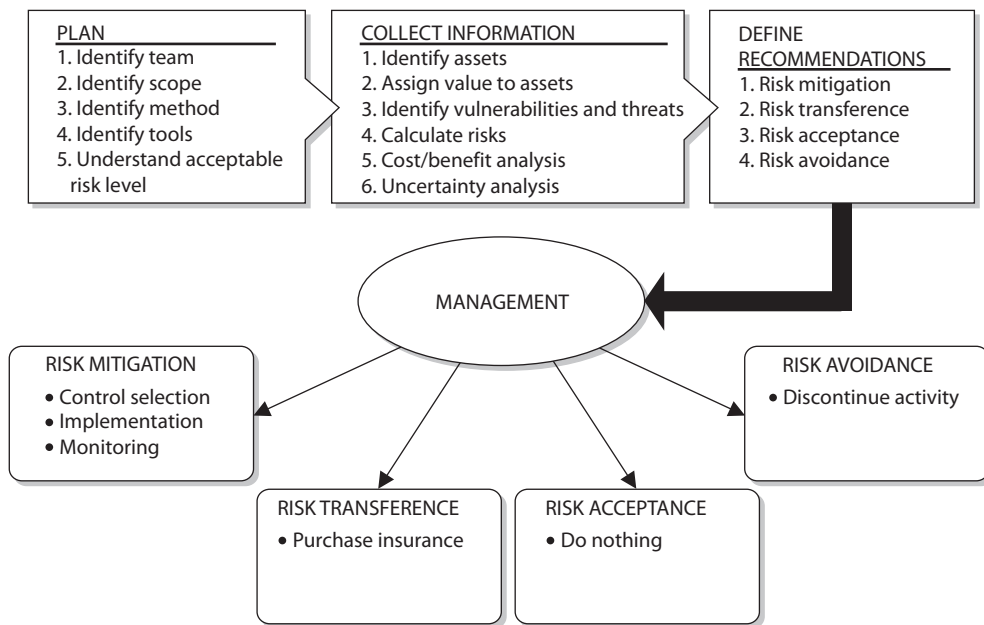 PLAN
1. Identify team
2. Identify scope
3. Identify method
4. Identify tools
5. Understand acceptable
risk level
COLLECT INFORMATION
1. Identify assets
2. Assign value to assets
3. Identify vulnerabilities and threats
4. Calculate risks
5. Cost/benefit analysis
6. Uncertainty analysis
DEFINE
RECOMMENDATIONS
1. Risk mitigation
2. Risk transference
3. Risk acceptance
4. Risk avoidance
MANAGEMENT
RISK MITIGATION
• Control selection
• Implementation
• Monitoring
RISK TRANSFERENCE
• Purchase insurance
RISK ACCEPTANCE
• Do nothing
RISK AVOIDANCE
• Discontinue activity